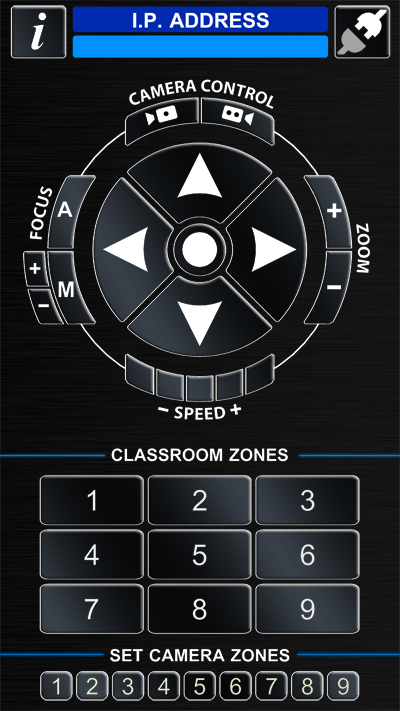 i
I.P. ADDRESS
CAMERA CONTROL
FOCUS
A
M
+
−
ZOOM
+
−
− SPEED +
CLASSROOM ZONES
1 2 3
4 5 6
7 8 9
SET CAMERA ZONES
1 2 3 4 5 6 7 8 9